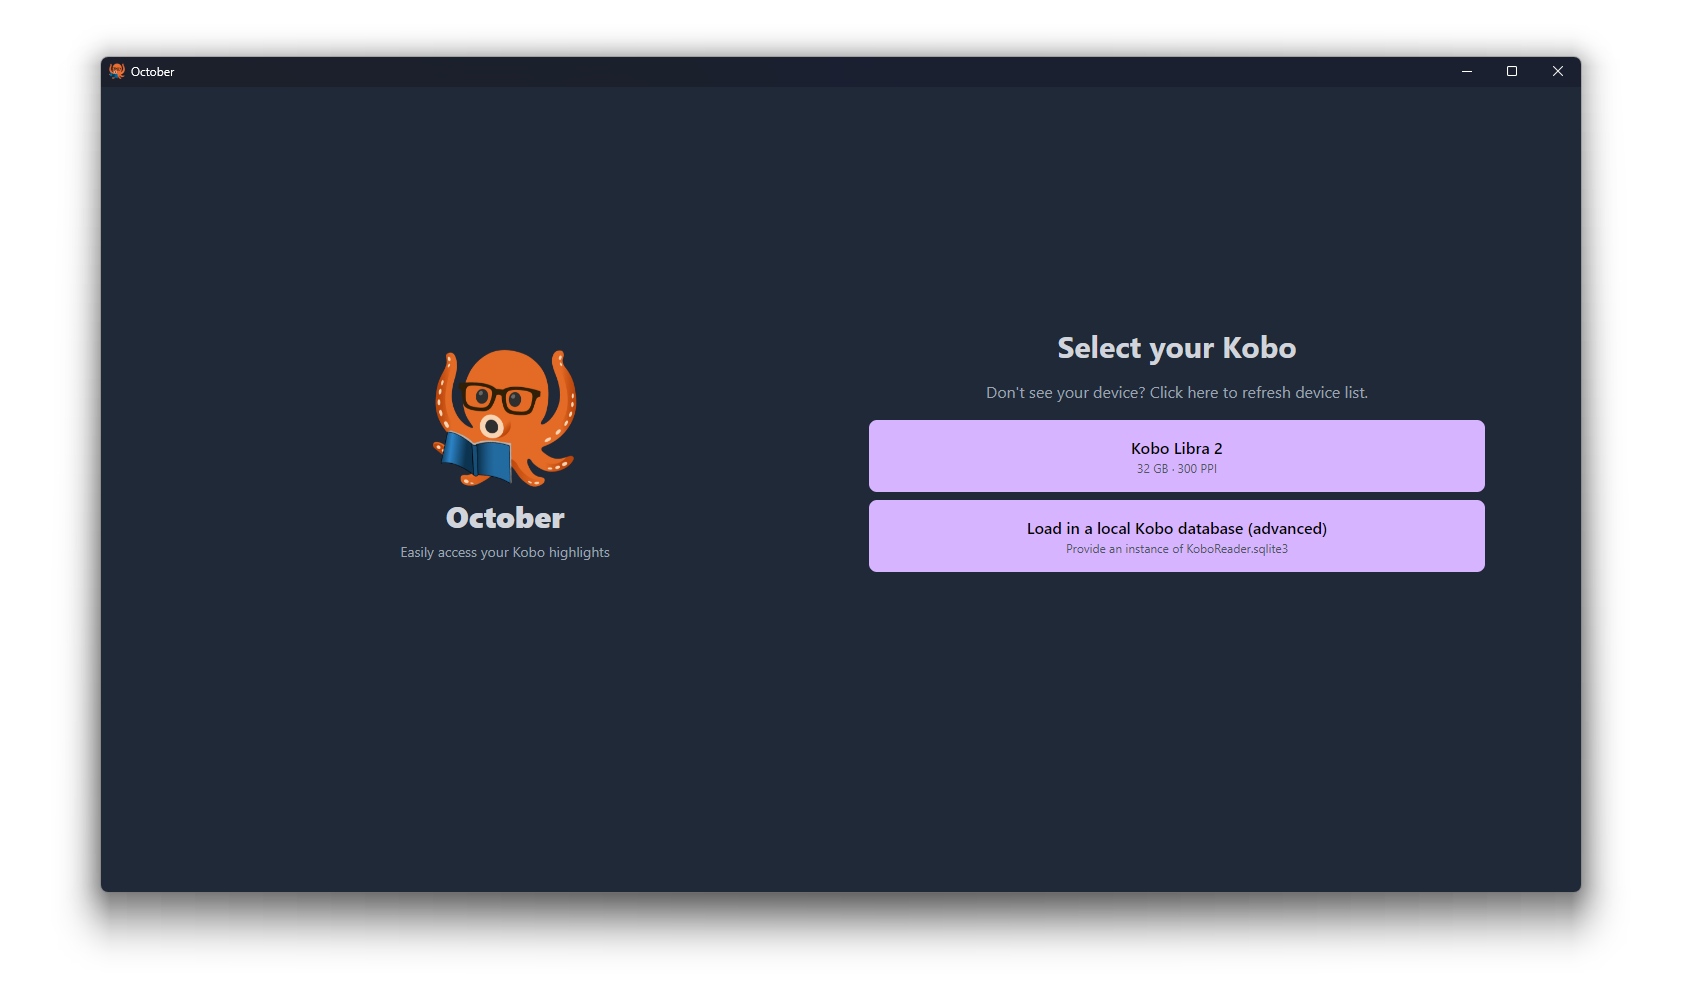 October
October
Easily access your Kobo highlights
Select your Kobo
Don't see your device? Click here to refresh device list.
Kobo Libra 2
32 GB · 300 PPI
Load in a local Kobo database (advanced)
Provide an instance of KoboReader.sqlite3